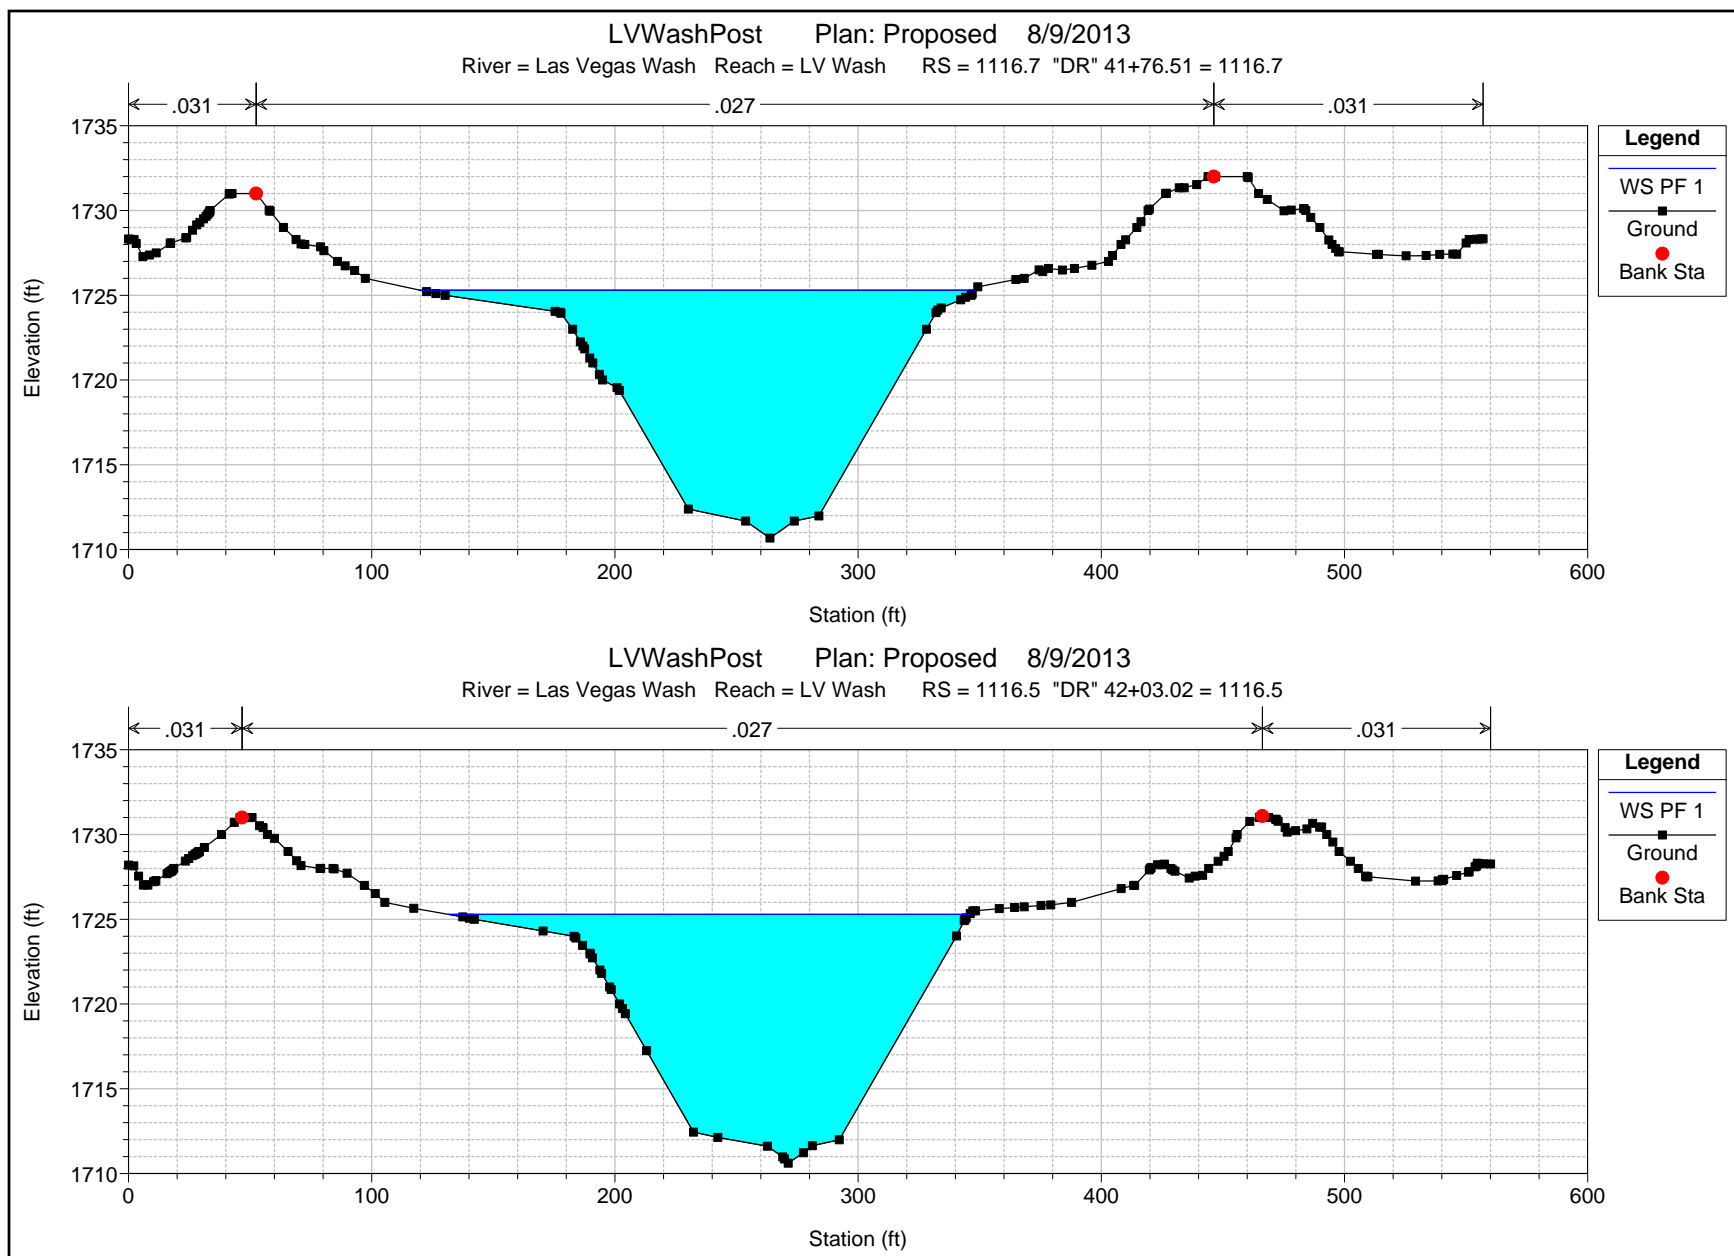 LVWashPost Plan: Proposed 8/9/2013
River = Las Vegas Wash Reach = LV Wash RS = 1116.7 "DR" 41+76.51 = 1116.7
.031 .027 .031
1735
1730
1725
1720
1715
1710
Elevation (ft)
0 100 200 300 400 500 600
Station (ft)
Legend
WS PF 1
Ground
Bank Sta
LVWashPost Plan: Proposed 8/9/2013
River = Las Vegas Wash Reach = LV Wash RS = 1116.5 "DR" 42+03.02 = 1116.5
.031 .027 .031
1735
1730
1725
1720
1715
1710
Elevation (ft)
0 100 200 300 400 500 600
Station (ft)
Legend
WS PF 1
Ground
Bank Sta